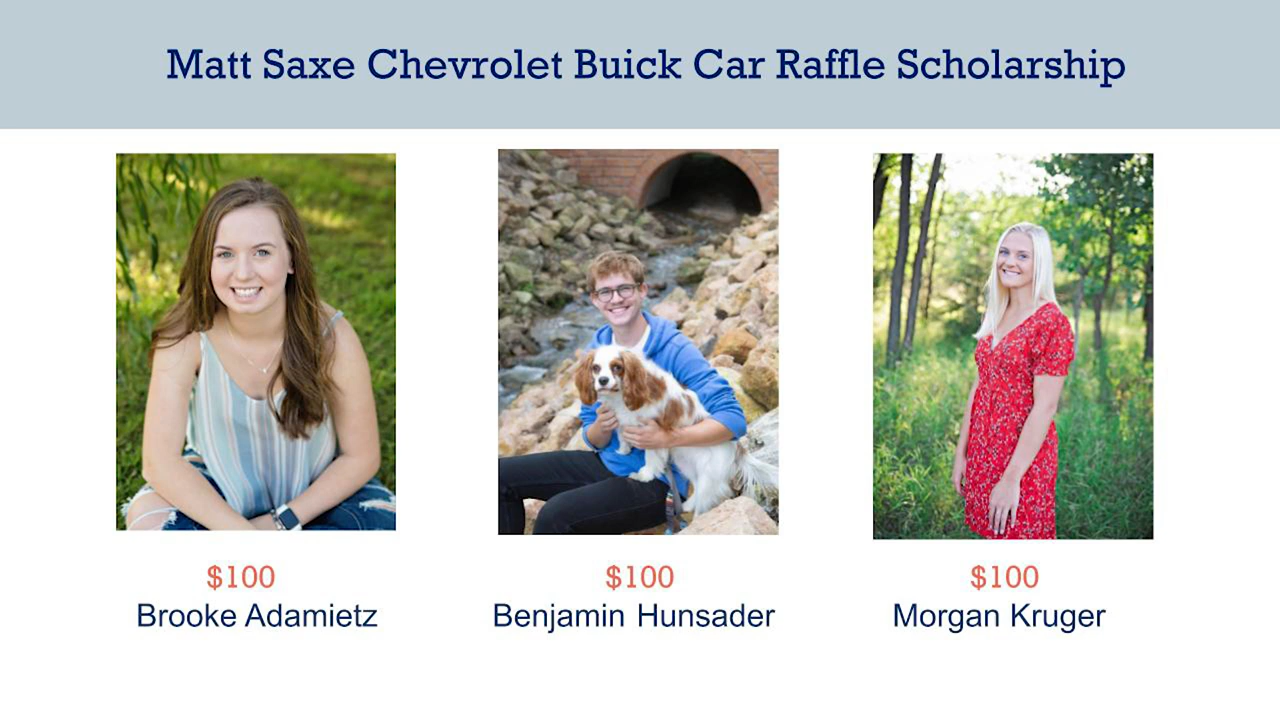 Matt Saxe Chevrolet Buick Car Raffle Scholarship
$100
Brooke Adamietz
$100
Benjamin Hunsader
$100
Morgan Kruger